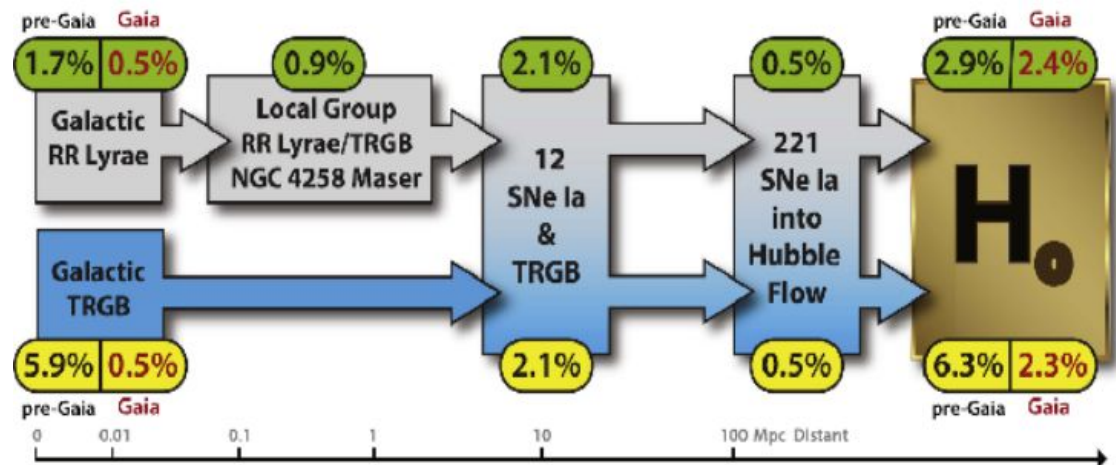 pre-Gaia Gaia
1.7% 0.5%
0.9%
2.1%
0.5%
pre-Gaia Gaia
2.9% 2.4%
Galactic
RR Lyrae
Local Group
RR Lyrae/TRGB
NGC 4258 Maser
12
SNe Ia
&
TRGB
221
SNe Ia
into
Hubble
Flow
H₀
Galactic
TRGB
5.9% 0.5%
pre-Gaia Gaia
2.1%
0.5%
6.3% 2.3%
pre-Gaia Gaia
0 0.01 0.1 1 10 100 Mpc Distant